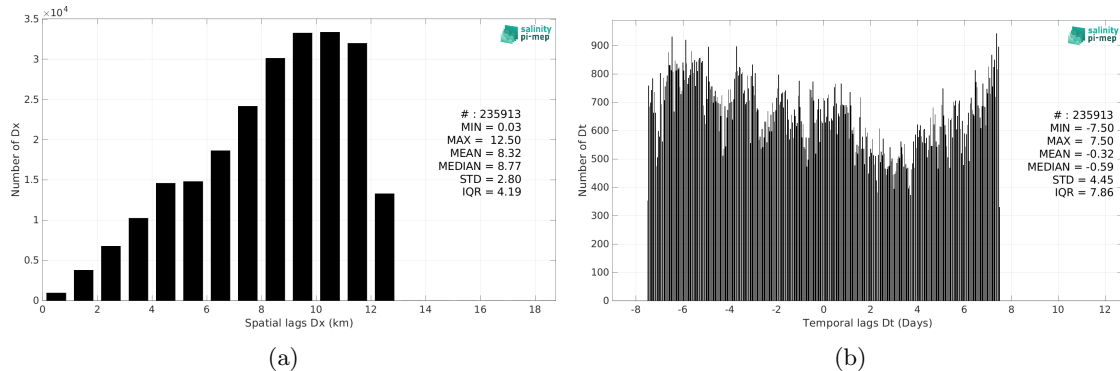 ×10⁴
3.5
3
2.5
2
1.5
1
0.5
0
Number of Dx
0 2 4 6 8 10 12 14 16 18
Spatial lags Dx (km)
salinity
pi-mep
# : 235913
MIN = 0.03
MAX = 12.50
MEAN = 8.32
MEDIAN = 8.77
STD = 2.80
IQR = 4.19
(a)
900
800
700
600
500
400
300
200
100
0
Number of Dt
-8 -6 -4 -2 0 2 4 6 8 10 12
Temporal lags Dt (Days)
salinity
pi-mep
# : 235913
MIN = -7.50
MAX = 7.50
MEAN = -0.32
MEDIAN = -0.59
STD = 4.45
IQR = 7.86
(b)